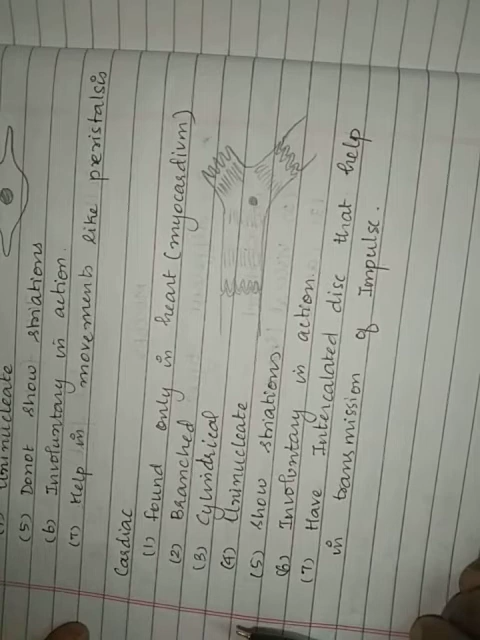 Uninucleate
(5) Donot show striations
(6) Involuntary in action.
(7) Help in movements like peristalsis
Cardiac
(1) Found only in heart (myocardium)
(2) Branched
(3) Cylindrical
(4) Uninucleate
(5) Show striations
(6) Involuntary in action.
(7) Have Intercalated disc that help
in transmission of Impulse.